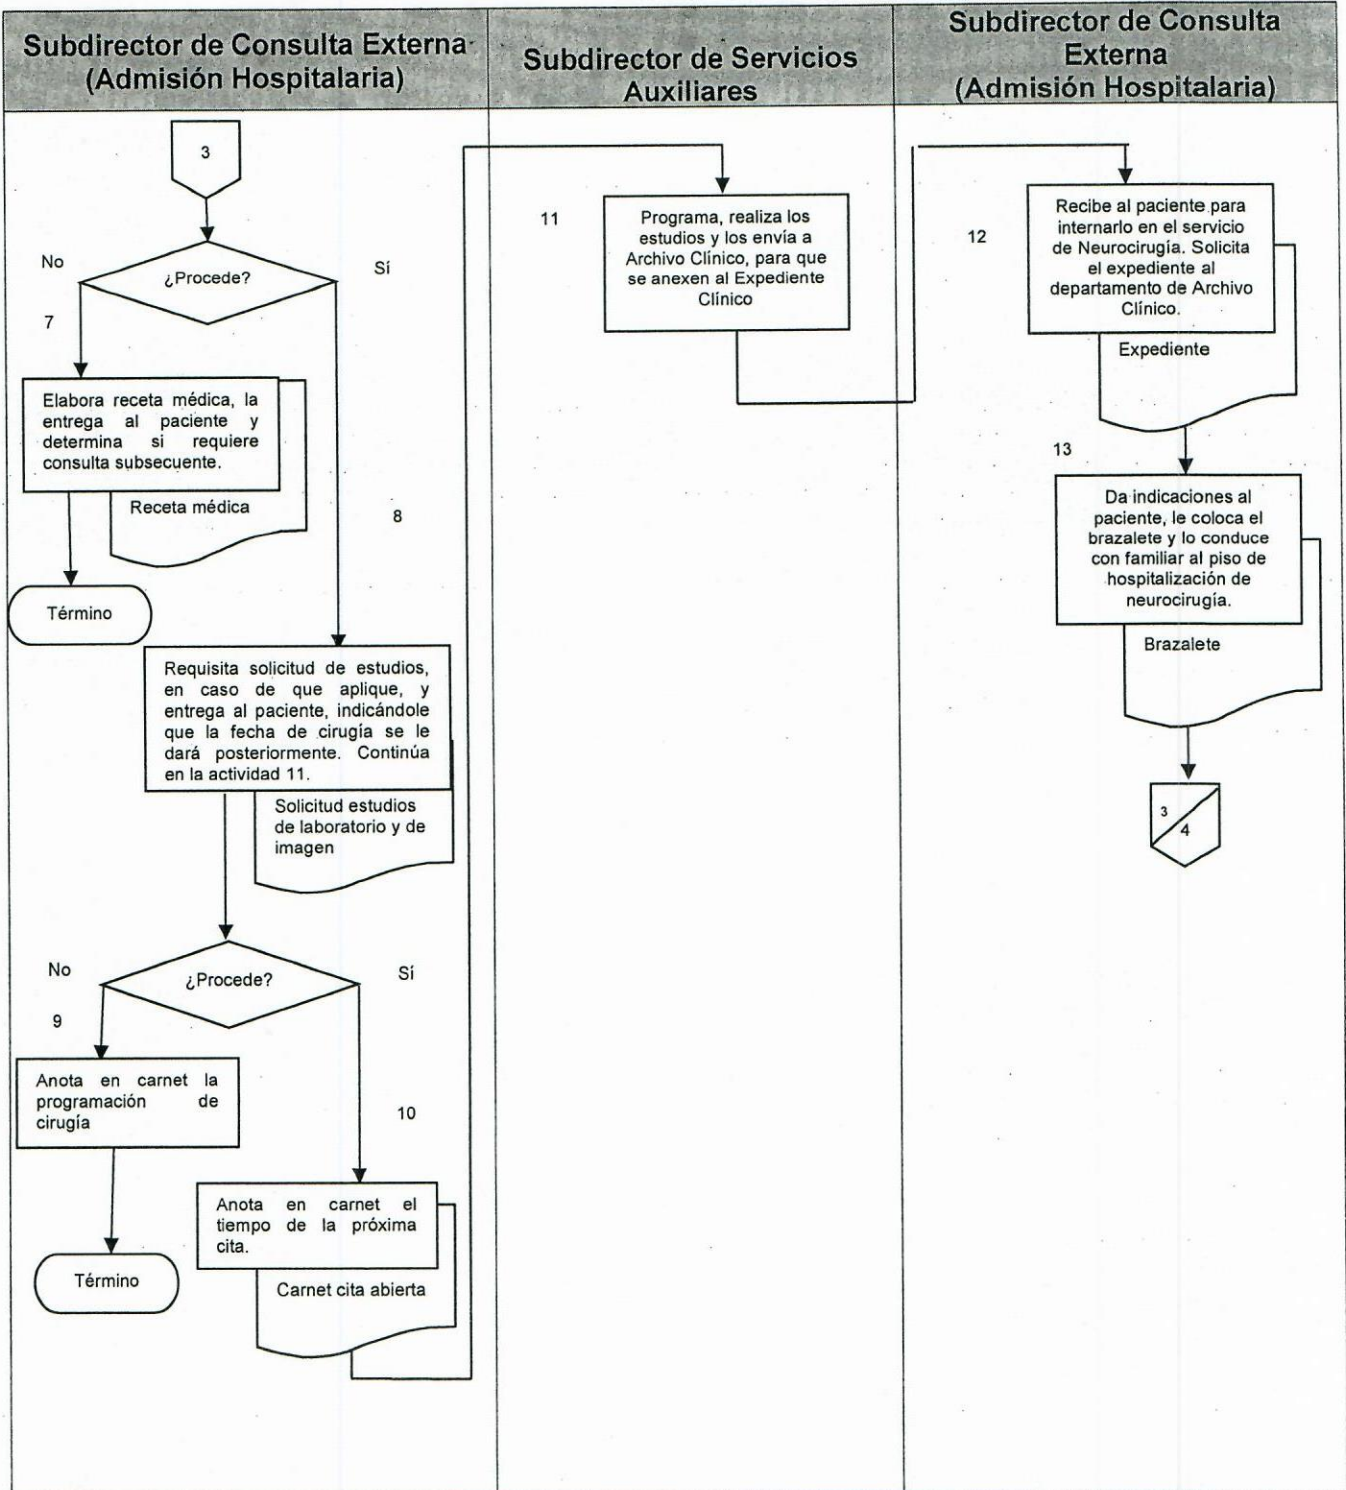 Subdirector de Consulta Externa
(Admisión Hospitalaria)
Subdirector de Servicios
Auxiliares
Subdirector de Consulta
Externa
(Admisión Hospitalaria)
3
¿Procede?
No
Sí
7
Elabora receta médica, la
entrega al paciente y
determina si requiere
consulta subsecuente.
Receta médica
Término
8
Requisita solicitud de estudios,
en caso de que aplique, y
entrega al paciente, indicándole
que la fecha de cirugía se le
dará posteriormente. Continúa
en la actividad 11.
Solicitud estudios
de laboratorio y de
imagen
¿Procede?
No
Sí
9
Anota en carnet la
programación de
cirugía
Término
10
Anota en carnet el
tiempo de la próxima
cita.
Carnet cita abierta
11
Programa, realiza los
estudios y los envía a
Archivo Clínico, para que
se anexen al Expediente
Clínico
12
Recibe al paciente para
internarlo en el servicio
de Neurocirugía. Solicita
el expediente al
departamento de Archivo
Clínico.
Expediente
13
Da indicaciones al
paciente, le coloca el
brazalete y lo conduce
con familiar al piso de
hospitalización de
neurocirugía.
Brazalete
3
4